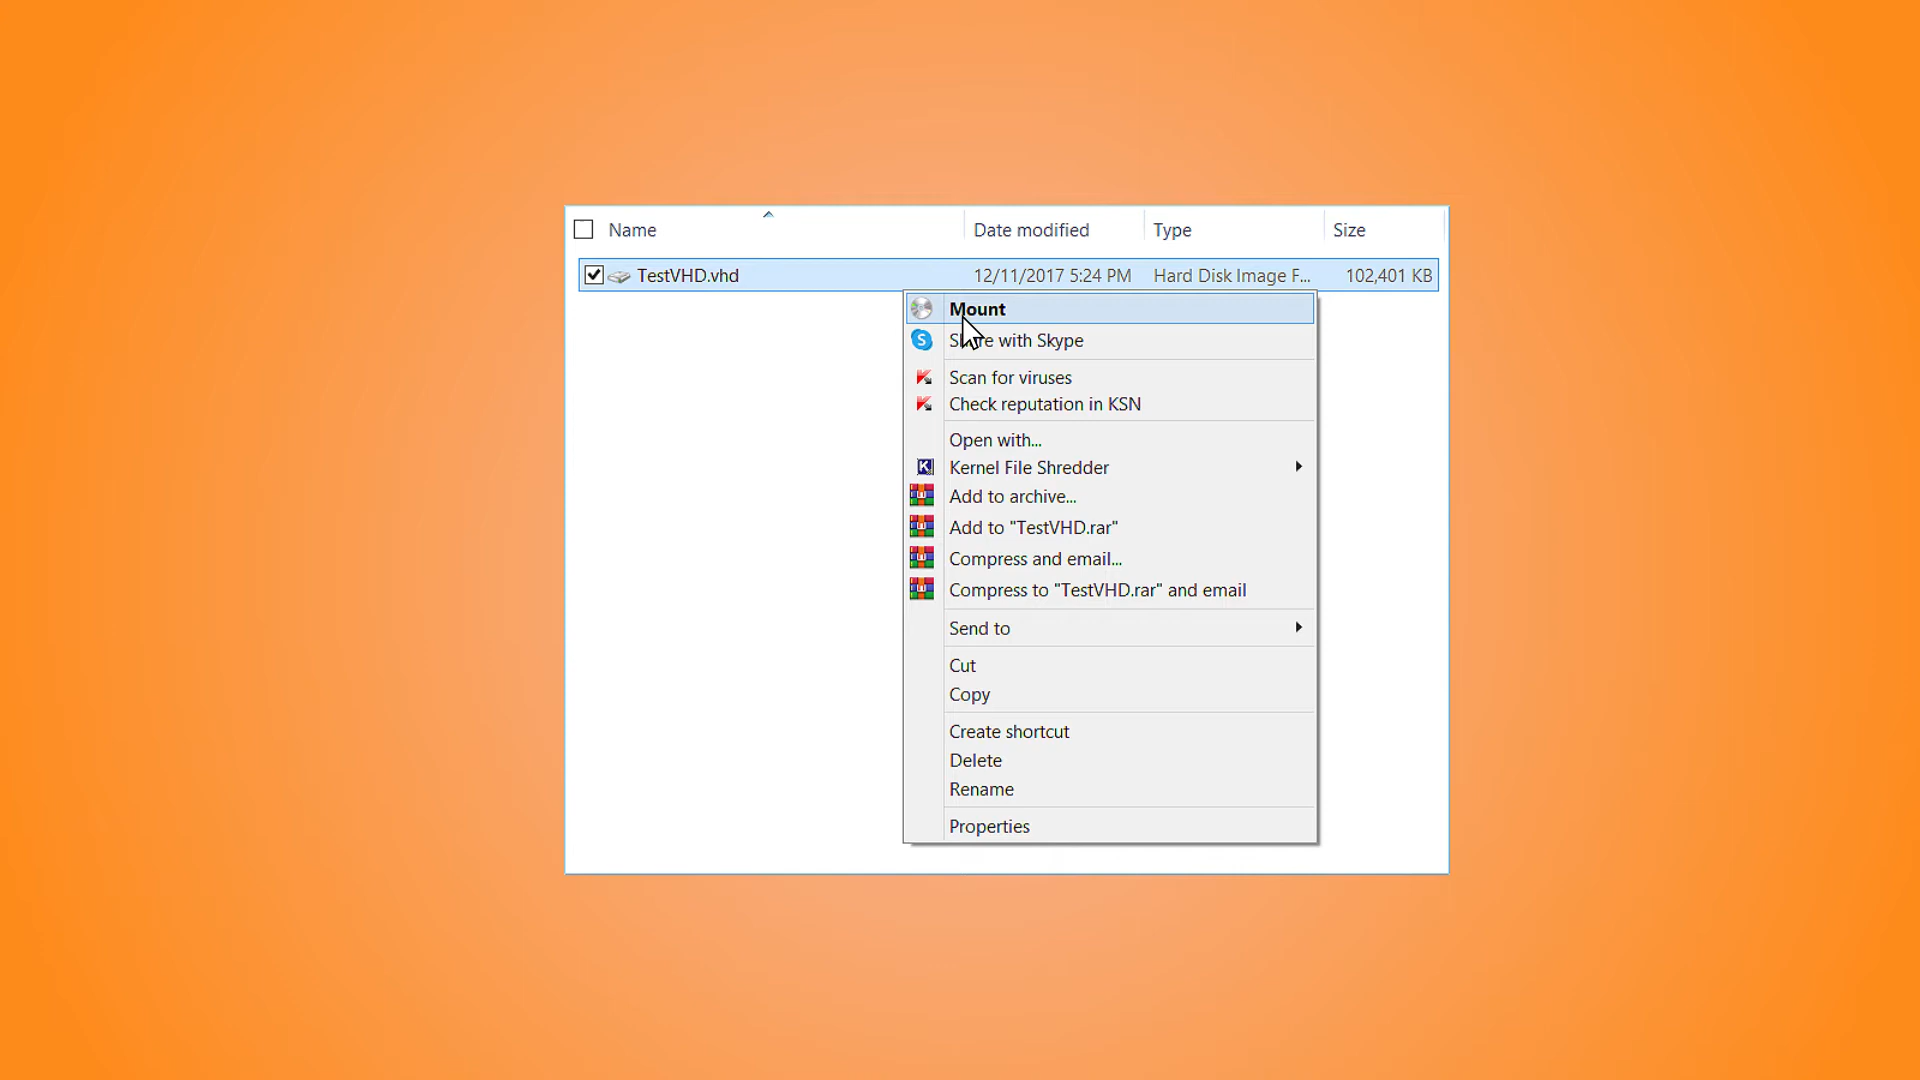 Name Date modified Type Size
TestVHD.vhd 12/11/2017 5:24 PM Hard Disk Image F... 102,401 KB
Mount
Share with Skype
Scan for viruses
Check reputation in KSN
Open with...
Kernel File Shredder
Add to archive...
Add to "TestVHD.rar"
Compress and email...
Compress to "TestVHD.rar" and email
Send to
Cut
Copy
Create shortcut
Delete
Rename
Properties